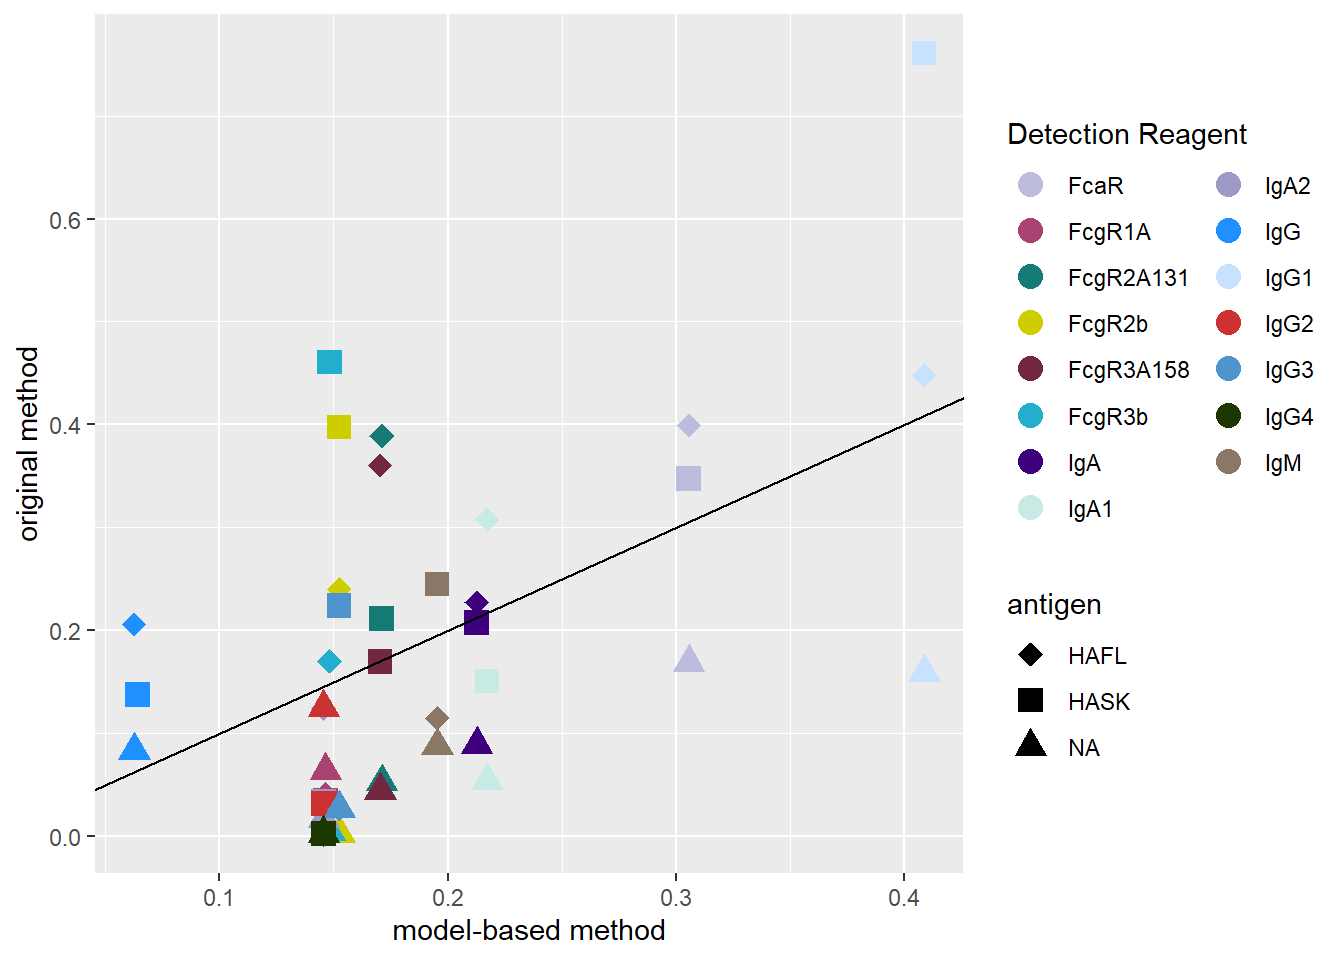 original method
0.6
0.4
0.2
0.0
0.1
0.2
0.3
0.4
model-based method
Detection Reagent
FcaR
FcgR1A
FcgR2A131
FcgR2b
FcgR3A158
FcgR3b
IgA
IgA1
IgA2
IgG
IgG1
IgG2
IgG3
IgG4
IgM
antigen
HAFL
HASK
NA